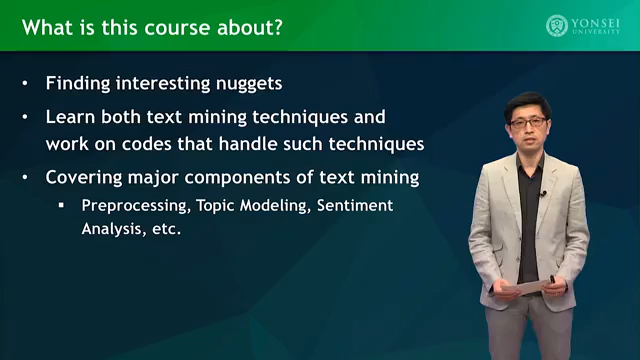 What is this course about?
YONSEI
UNIVERSITY
• Finding interesting nuggets
• Learn both text mining techniques and
work on codes that handle such techniques
• Covering major components of text mining
▪ Preprocessing, Topic Modeling, Sentiment
Analysis, etc.